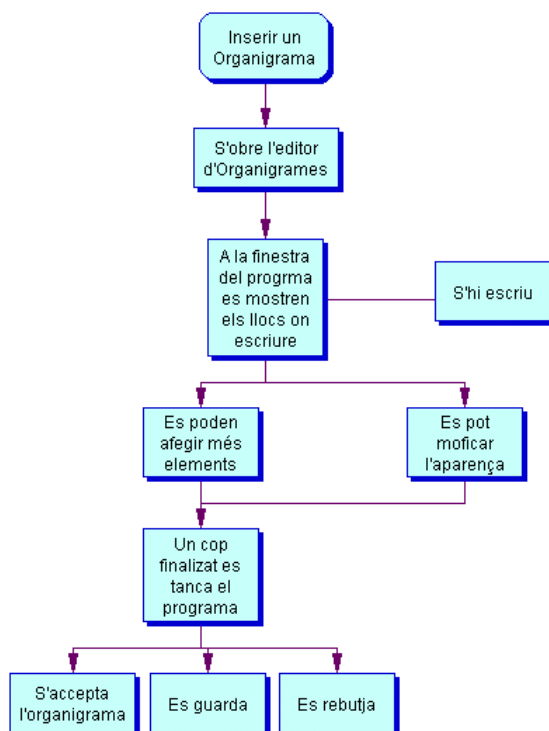 Inserir un
Organigrama
S'obre l'editor
d'Organigrames
A la finestra
del progrma
es mostren
els llocs on
escriure
S'hi escriu
Es poden
afegir més
elements
Es pot
moficar
l'aparença
Un cop
finalizat es
tanca el
programa
S'accepta
l'organigrama
Es guarda
Es rebutja